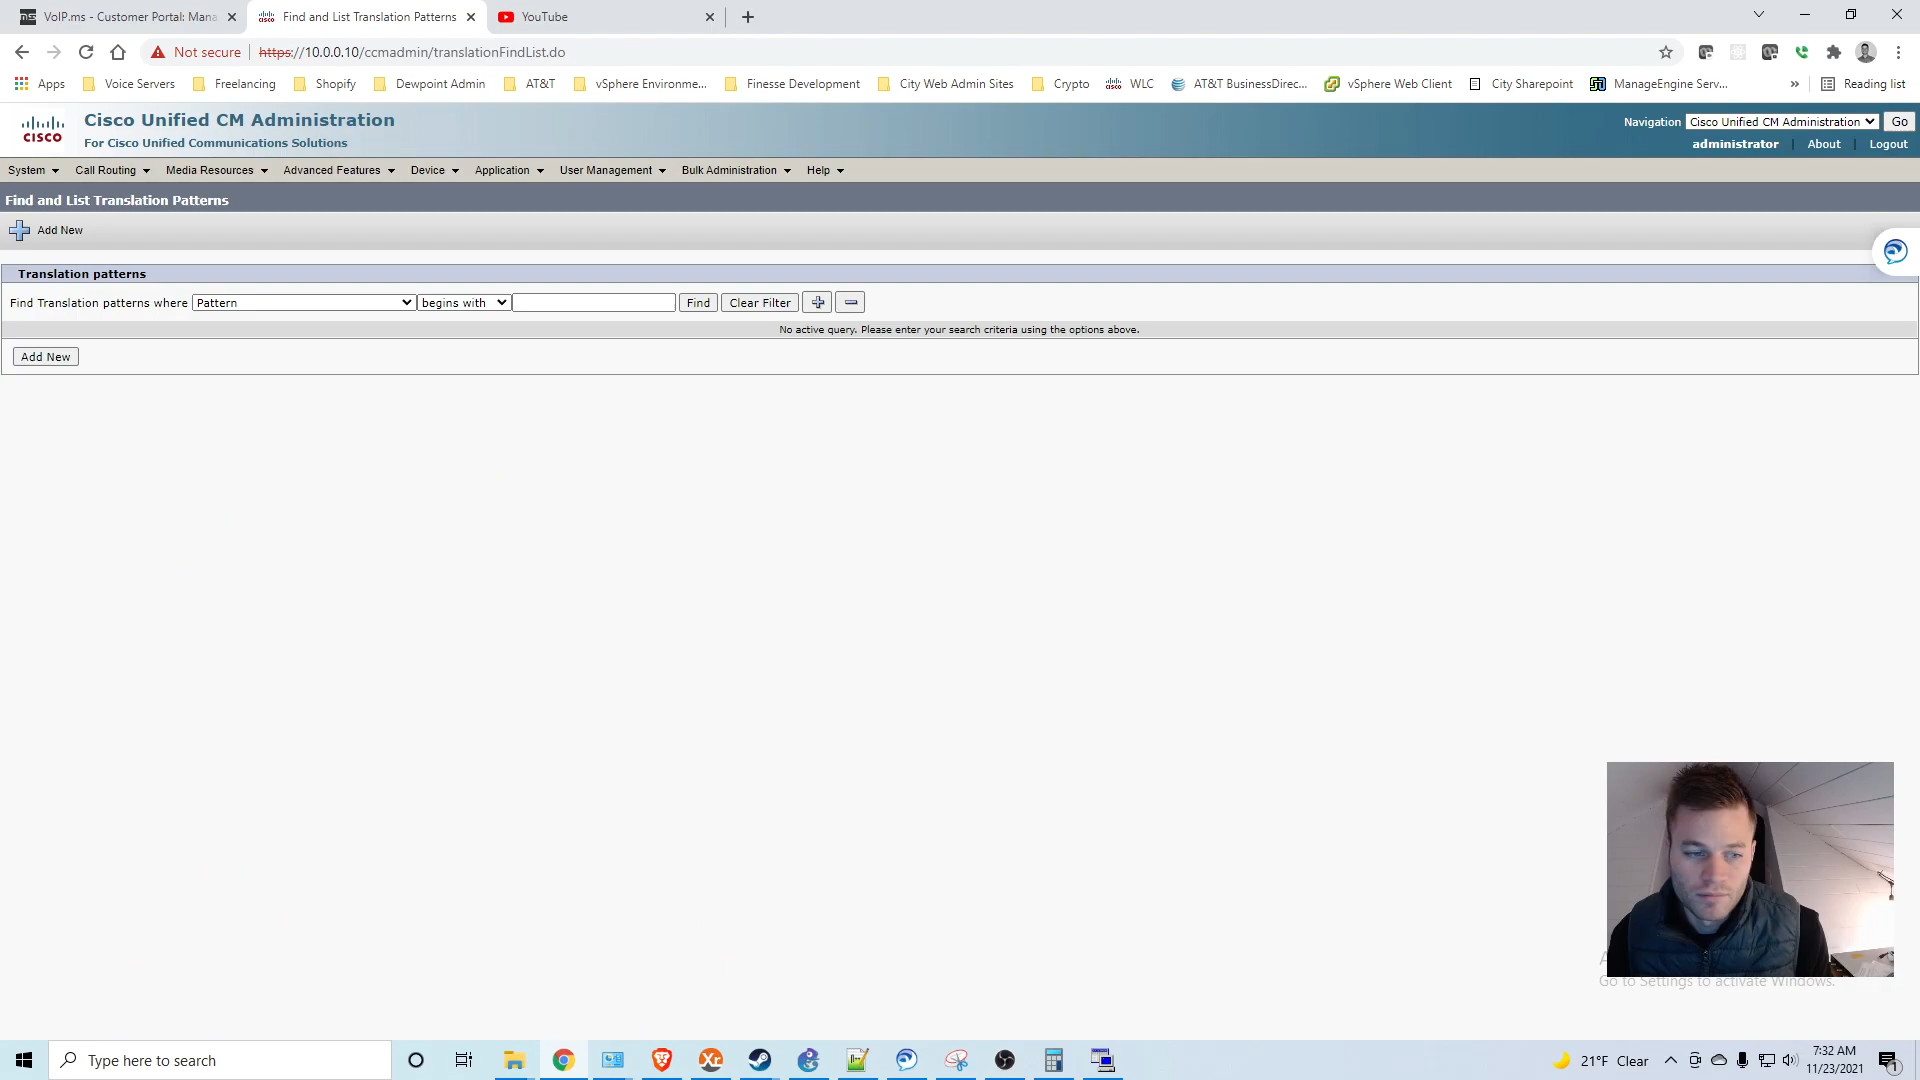 VoIP.ms - Customer Portal: Mana
Find and List Translation Patterns
YouTube
Not secure
https://10.0.0.10/ccmadmin/translationFindList.do
Apps
Voice Servers
Freelancing
Shopify
Dewpoint Admin
AT&T
vSphere Environme...
Finesse Development
City Web Admin Sites
Crypto
WLC
AT&T BusinessDirec...
vSphere Web Client
City Sharepoint
ManageEngine Serv...
»
Reading list
CISCO
Cisco Unified CM Administration
For Cisco Unified Communications Solutions
Navigation
Cisco Unified CM Administration
Go
administrator
About
Logout
System
Call Routing
Media Resources
Advanced Features
Device
Application
User Management
Bulk Administration
Help
Find and List Translation Patterns
Add New
Translation patterns
Find Translation patterns where
Pattern
begins with
Find
Clear Filter
No active query. Please enter your search criteria using the options above.
Add New
Go to Settings to activate Windows.
Type here to search
21°F Clear
7:32 AM
11/23/2021